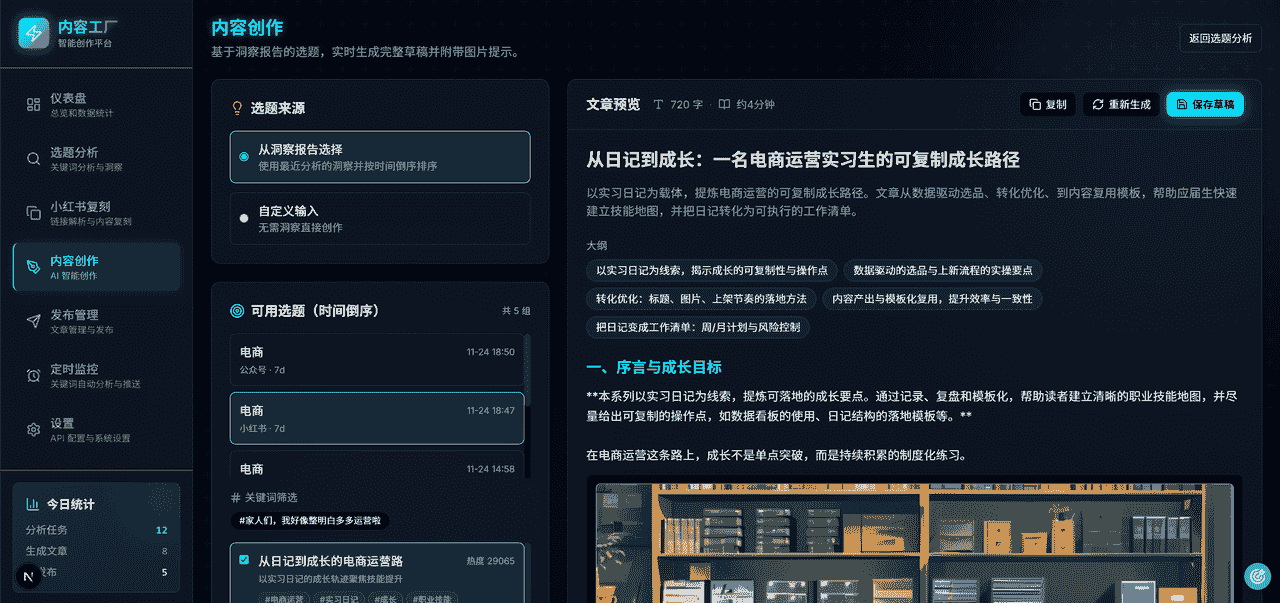 内容工厂
智能创作平台
仪表盘
总览和数据统计
选题分析
关键词分析与洞察
小红书复刻
链接解析与内容复刻
内容创作
AI 智能创作
发布管理
文章管理与发布
定时监控
关键词自动分析与推送
设置
API 配置与系统设置
今日统计
分析任务 12
生成文章 8
发布 5
N
内容创作
基于洞察报告的选题，实时生成完整草稿并附带图片提示。
返回选题分析
选题来源
从洞察报告选择
使用最近分析的洞察并按时间倒序排序
自定义输入
无需洞察直接创作
可用选题（时间倒序） 共 5 组
电商 11-24 18:50
公众号 · 7d
电商 11-24 18:47
小红书 · 7d
电商 11-24 14:58
# 关键词筛选
#家人们，我好像整明白多多运营啦
从日记到成长的电商运营路 热度 29065
以实习日记的成长轨迹聚焦技能提升
#电商运营 #实习日记 #成长 #职业技能
文章预览 720 字 · 约4分钟
复制
重新生成
保存草稿
从日记到成长：一名电商运营实习生的可复制成长路径
以实习日记为载体，提炼电商运营的可复制成长路径。文章从数据驱动选品、转化优化、到内容复用模板，帮助应届生快速
建立技能地图，并把日记转化为可执行的工作清单。
大纲
以实习日记为线索，揭示成长的可复制性与操作点
数据驱动的选品与上新流程的实操要点
转化优化：标题、图片、上架节奏的落地方法
内容产出与模板化复用，提升效率与一致性
把日记变成工作清单：周/月计划与风险控制
一、序言与成长目标
**本系列以实习日记为线索，提炼可落地的成长要点。通过记录、复盘和模板化，帮助读者建立清晰的职业技能地图，并尽
量给出可复制的操作点，如数据看板的使用、日记结构的落地模板等。**
在电商运营这条路上，成长不是单点突破，而是持续积累的制度化练习。